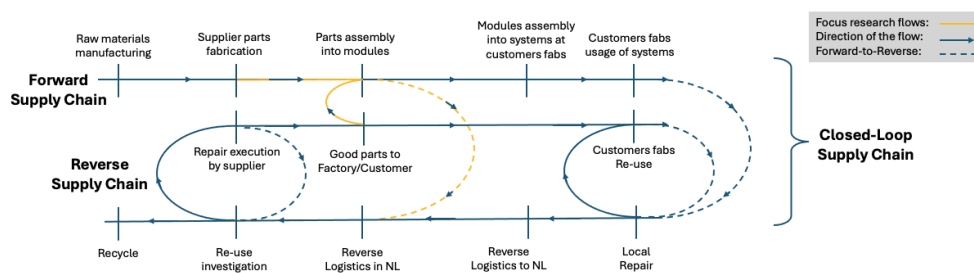 Raw materials
manufacturing
Supplier parts
fabrication
Parts assembly
into modules
Modules assembly
into systems at
customers fabs
Customers fabs
usage of systems
Focus research flows:
Direction of the flow:
Forward-to-Reverse:
Forward
Supply Chain
Reverse
Supply Chain
Repair execution
by supplier
Good parts to
Factory/Customer
Customers fabs
Re-use
Closed-Loop
Supply Chain
Recycle
Re-use
investigation
Reverse
Logistics in NL
Reverse
Logistics to NL
Local
Repair